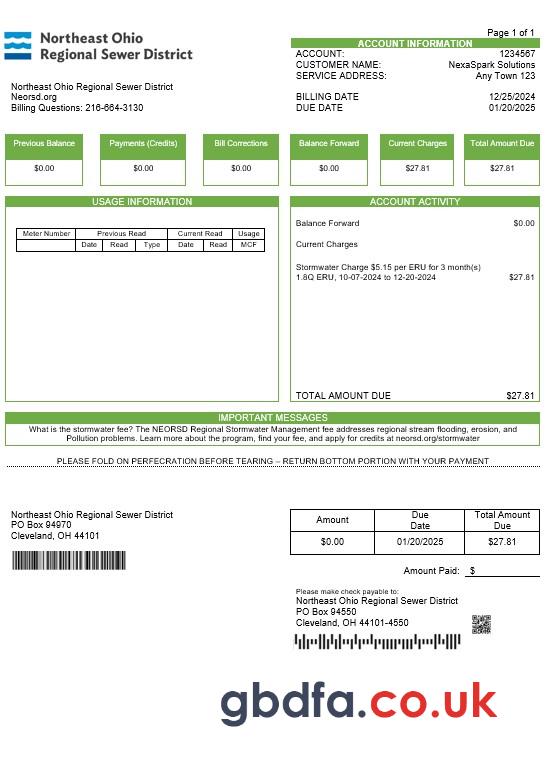 Northeast Ohio
Regional Sewer District
Page 1 of 1
ACCOUNT INFORMATION
ACCOUNT: 1234567
CUSTOMER NAME: NexaSpark Solutions
SERVICE ADDRESS: Any Town 123
Northeast Ohio Regional Sewer District
Neorsd.org
Billing Questions: 216-664-3130
BILLING DATE 12/25/2024
DUE DATE 01/20/2025
Previous Balance Payments (Credits) Bill Corrections Balance Forward Current Charges Total Amount Due
$0.00 $0.00 $0.00 $0.00 $27.81 $27.81
USAGE INFORMATION
Meter Number Previous Read Current Read Usage
Date Read Type Date Read MCF
ACCOUNT ACTIVITY
Balance Forward $0.00
Current Charges
Stormwater Charge $5.15 per ERU for 3 month(s)
1.8Q ERU, 10-07-2024 to 12-20-2024 $27.81
TOTAL AMOUNT DUE $27.81
IMPORTANT MESSAGES
What is the stormwater fee? The NEORSD Regional Stormwater Management fee addresses regional stream flooding, erosion, and
Pollution problems. Learn more about the program, find your fee, and apply for credits at neorsd.org/stormwater
PLEASE FOLD ON PERFECRATION BEFORE TEARING – RETURN BOTTOM PORTION WITH YOUR PAYMENT
Northeast Ohio Regional Sewer District
PO Box 94970
Cleveland, OH 44101
Amount Due Date Total Amount Due
$0.00 01/20/2025 $27.81
Amount Paid: $
Please make check payable to:
Northeast Ohio Regional Sewer District
PO Box 94550
Cleveland, OH 44101-4550
gbdfa.co.uk